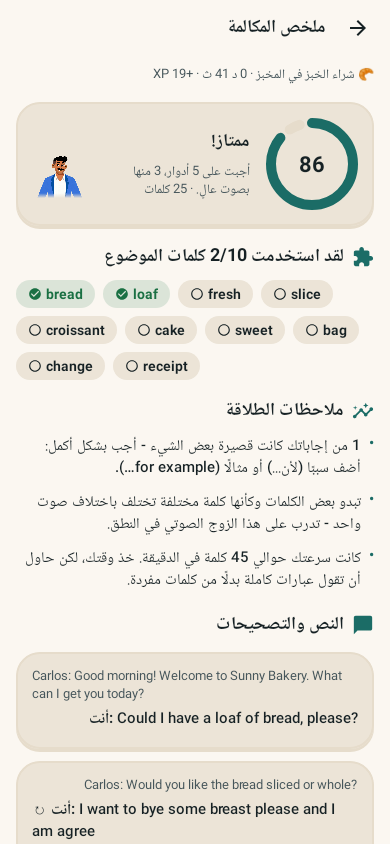 ملخص المكالمة
🥐 شراء الخبز في المخبز · 0 د 41 ث · +19 XP
86
ممتاز!
أجبت على 5 أدوار، 3 منها
بصوت عالٍ. · 25 كلمات
لقد استخدمت 2/10 كلمات الموضوع
bread
loaf
fresh
slice
croissant
cake
sweet
bag
change
receipt
ملاحظات الطلاقة
• 1 من إجاباتك كانت قصيرة بعض الشيء - أجب بشكل أكمل:
أضف سببًا (لأن...) أو مثالًا (for example...).
• تبدو بعض الكلمات وكأنها كلمة مختلفة تختلف باختلاف صوت
واحد - تدرب على هذا الزوج الصوتي في النطق.
• كانت سرعتك حوالي 45 كلمة في الدقيقة. خذ وقتك، لكن حاول
أن تقول عبارات كاملة بدلًا من كلمات مفردة.
النص والتصحيحات
Carlos: Good morning! Welcome to Sunny Bakery. What
can I get you today?
أنت: Could I have a loaf of bread, please?
Carlos: Would you like the bread sliced or whole?
أنت: I want to bye some breast please and I
am agree